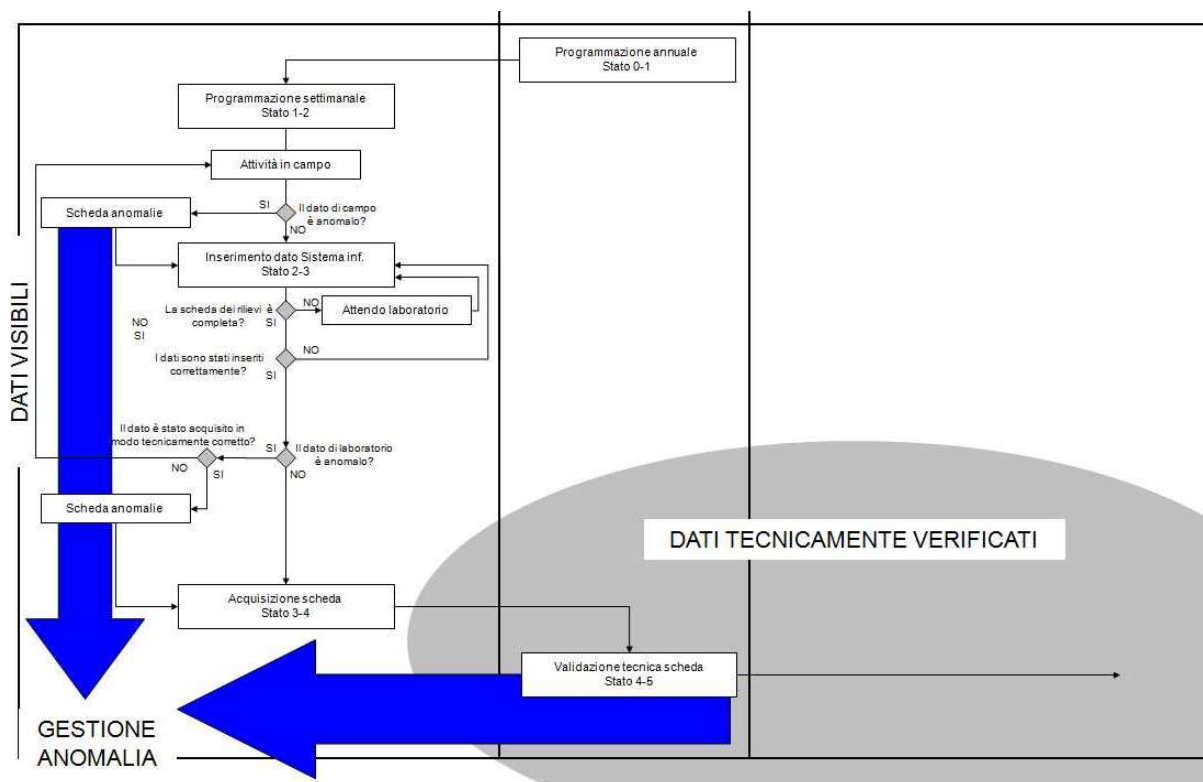 Programmazione annuale
Stato 0-1
Programmazione settimanale
Stato 1-2
Attività in campo
SI
Il dato di campo
è anomalo?
Scheda anomalie
NO
Inserimento dato Sistema inf.
Stato 2-3
La scheda dei rilievi è
completa?
NO
SI
Attendo laboratorio
NO
SI
I dati sono stati inseriti
correttamente?
NO
SI
DATI VISIBILI
Il dato è stato acquisito in
modo tecnicamente corretto?
SI
Il dato di laboratorio
è anomalo?
NO
SI
NO
Scheda anomalie
DATI TECNICAMENTE VERIFICATI
Acquisizione scheda
Stato 3-4
Validazione tecnica scheda
Stato 4-5
GESTIONE
ANOMALIA